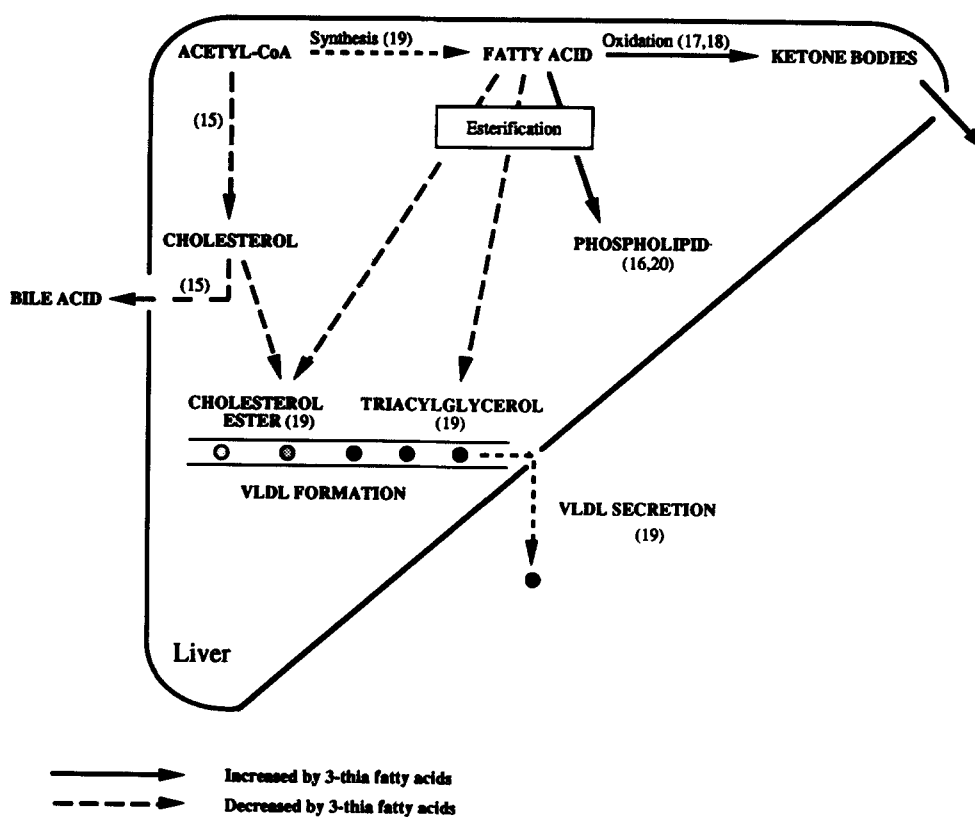 Synthesis (19)
Oxidation (17,18)
ACETYL-CoA
FATTY ACID
KETONE BODIES
(15)
Esterification
CHOLESTEROL
PHOSPHOLIPID
(16,20)
BILE ACID
(15)
CHOLESTEROL
ESTER (19)
TRIACYLGLYCEROL
(19)
VLDL FORMATION
VLDL SECRETION
(19)
Liver
Increased by 3-thia fatty acids
Decreased by 3-thia fatty acids